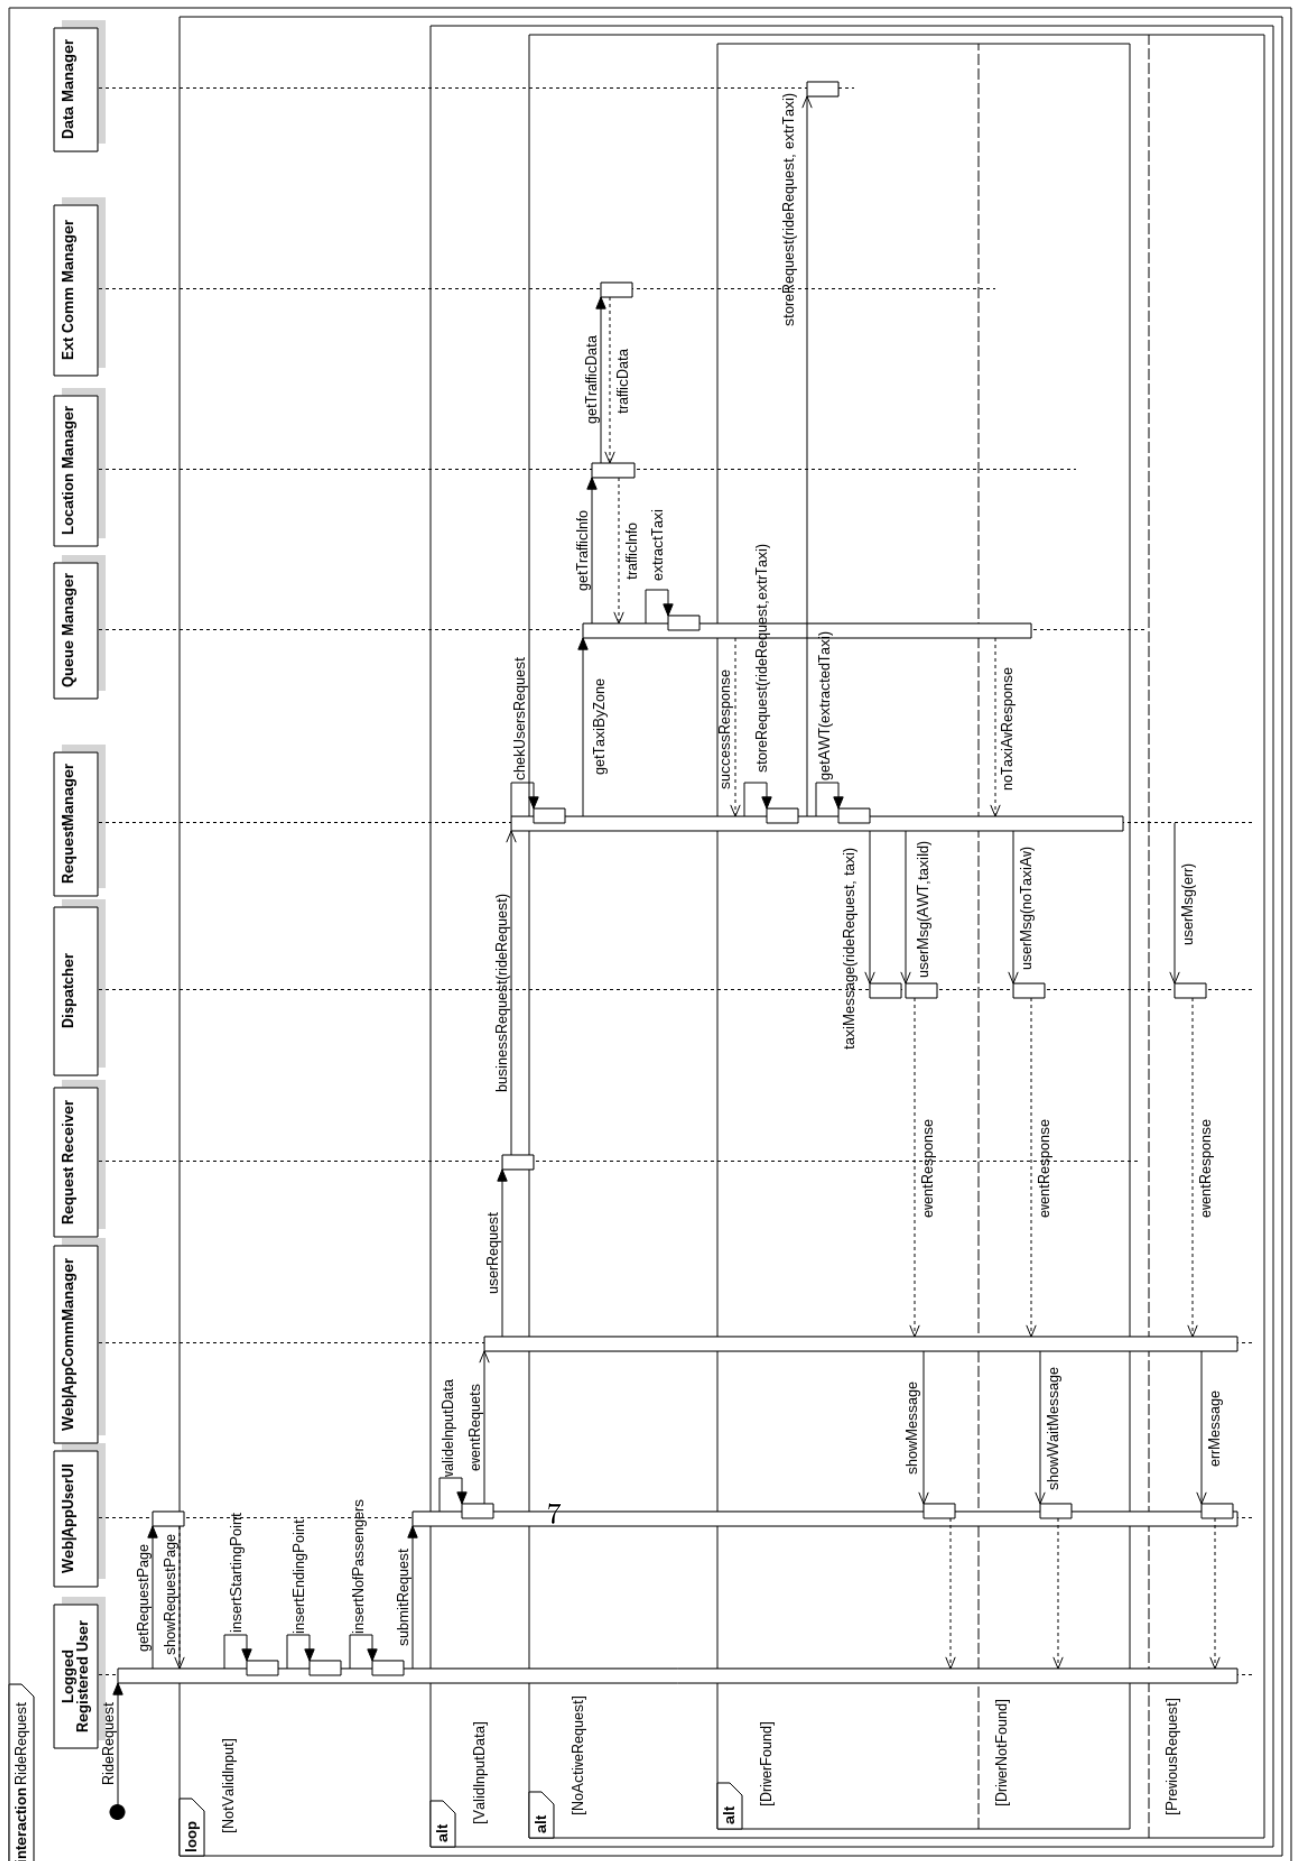 interaction RideRequest
Logged
Registered User
Web|AppUserUI
Web|AppCommManager
Request Receiver
Dispatcher
RequestManager
Queue Manager
Location Manager
Ext Comm Manager
Data Manager
RideRequest
getRequestPage
showRequestPage
loop
[NotValidInput]
insertStartingPoint
insertEndingPoint
insertNofPassengers
submitRequest
alt
[ValidInputData]
valideInputData
eventRequets
userRequest
businessRequest(rideRequest)
chekUsersRequest
alt
[NoActiveRequest]
7
getTaxiByZone
getTrafficInfo
getTrafficData
trafficData
trafficInfo
extractTaxi
alt
[DriverFound]
successResponse
storeRequest(rideRequest,extrTaxi)
storeRequest(rideRequest, extrTaxi)
getAWT(extractedTaxi)
taxiMessage(rideRequest, taxi)
userMsg(AWT,taxiId)
eventResponse
showMessage
[DriverNotFound]
noTaxiAvResponse
userMsg(noTaxiAv)
eventResponse
showWaitMessage
[PreviousRequest]
userMsg(err)
eventResponse
errMessage